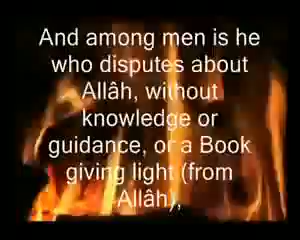 And among men is he
who disputes about
Allâh, without
knowledge or
guidance, or a Book
giving light (from
Allâh),